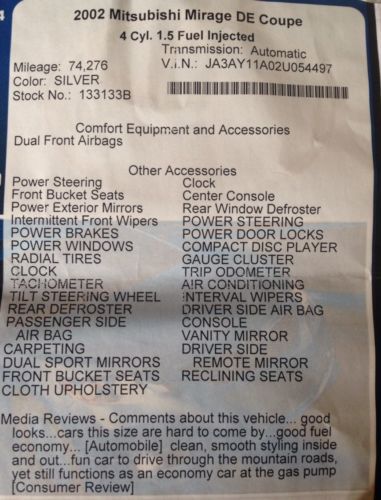 2002 Mitsubishi Mirage DE Coupe
4 Cyl. 1.5 Fuel Injected
Transmission: Automatic
Mileage: 74,276 V.I.N.: JA3AY11A02U054497
Color: SILVER
Stock No.: 133133B
Comfort Equipment and Accessories
Dual Front Airbags
Other Accessories
Power Steering Clock
Front Bucket Seats Center Console
Power Exterior Mirrors Rear Window Defroster
Intermittent Front Wipers POWER STEERING
POWER BRAKES POWER DOOR LOCKS
POWER WINDOWS COMPACT DISC PLAYER
RADIAL TIRES GAUGE CLUSTER
CLOCK TRIP ODOMETER
TACHOMETER AIR CONDITIONING
TILT STEERING WHEEL INTERVAL WIPERS
REAR DEFROSTER DRIVER SIDE AIR BAG
PASSENGER SIDE CONSOLE
AIR BAG VANITY MIRROR
CARPETING DRIVER SIDE
DUAL SPORT MIRRORS REMOTE MIRROR
FRONT BUCKET SEATS RECLINING SEATS
CLOTH UPHOLSTERY
Media Reviews - Comments about this vehicle... good
looks...cars this size are hard to come by...good fuel
economy... [Automobile] clean, smooth styling inside
and out...fun car to drive through the mountain roads,
yet still functions as an economy car at the gas pump
[Consumer Review]